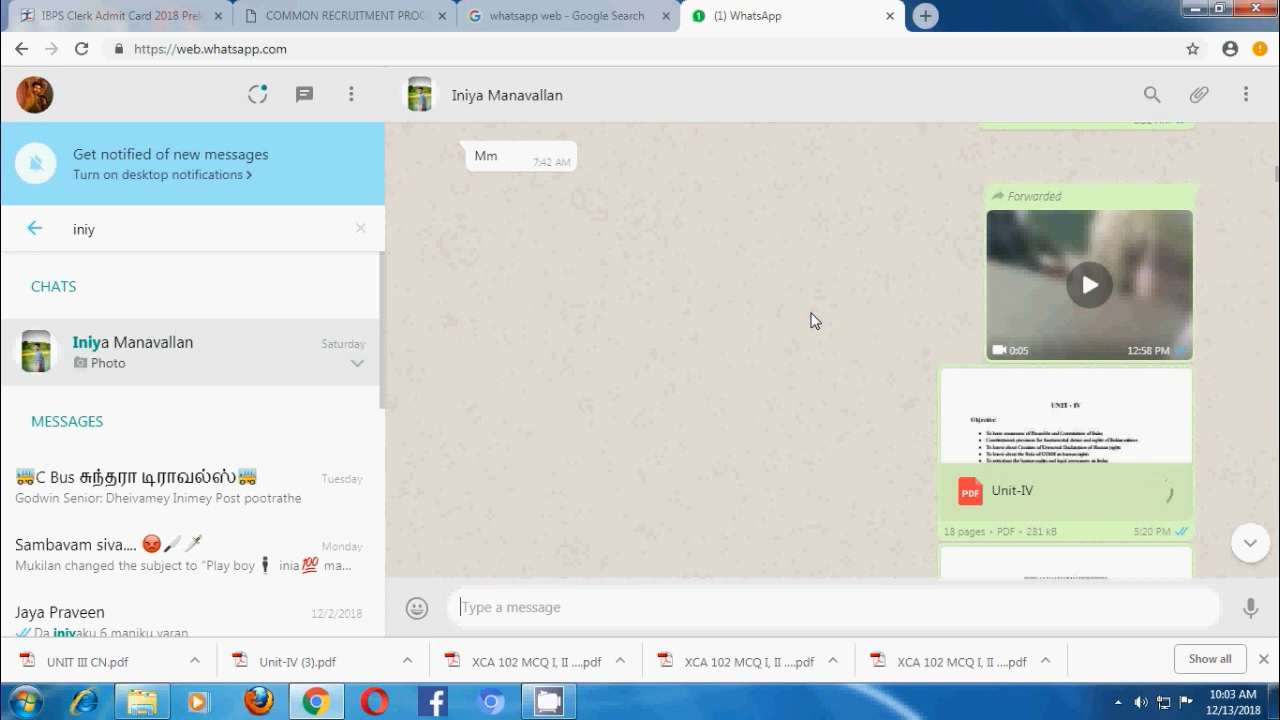 IBPS Clerk Admit Card 2018 Prel
COMMON RECRUITMENT PROC
whatsapp web - Google Search
(1) WhatsApp
https://web.whatsapp.com
Iniya Manavallan
Get notified of new messages
Turn on desktop notifications >
iniy
CHATS
Iniya Manavallan
Saturday
Photo
MESSAGES
🚌C Bus சுந்தரா டிராவல்ஸ்🚌
Tuesday
Godwin Senior: Dheivamey Inimey Post pootrathe
Sambavam siva.... 😡🔪🗡
Monday
Mukilan changed the subject to "Play boy 🕴 inia💯 ma...
Jaya Praveen
12/2/2018
Da iniyaku 6 maniku varan
Mm
7:42 AM
Forwarded
0:05
12:58 PM
UNIT - IV
Objective
PDF
Unit-IV
18 pages • PDF • 281 kB
5:20 PM
Type a message
UNIT III CN.pdf
Unit-IV (3).pdf
XCA 102 MCQ I, II ....pdf
XCA 102 MCQ I, II ....pdf
XCA 102 MCQ I, II ....pdf
Show all
10:03 AM
12/13/2018